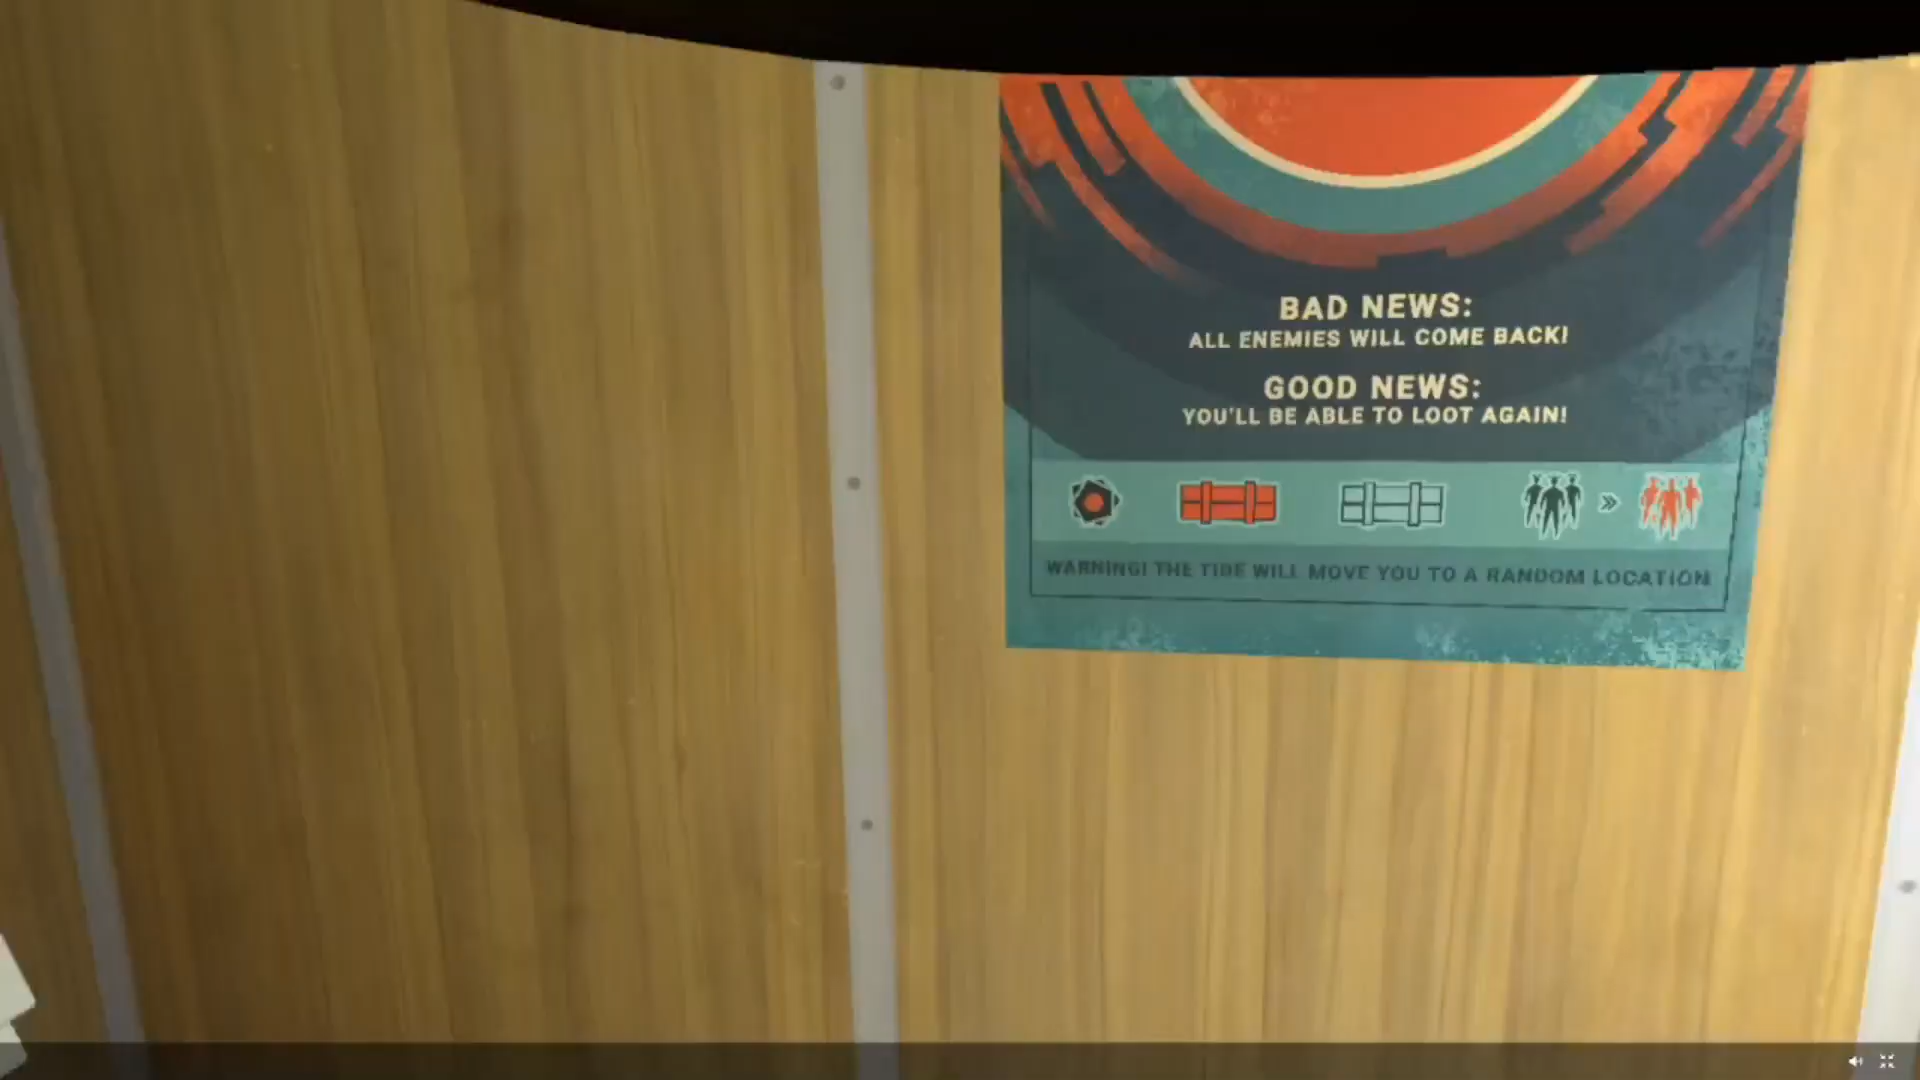 BAD NEWS:
ALL ENEMIES WILL COME BACK!
GOOD NEWS:
YOU'LL BE ABLE TO LOOT AGAIN!
WARNING! THE TIDE WILL MOVE YOU TO A RANDOM LOCATION